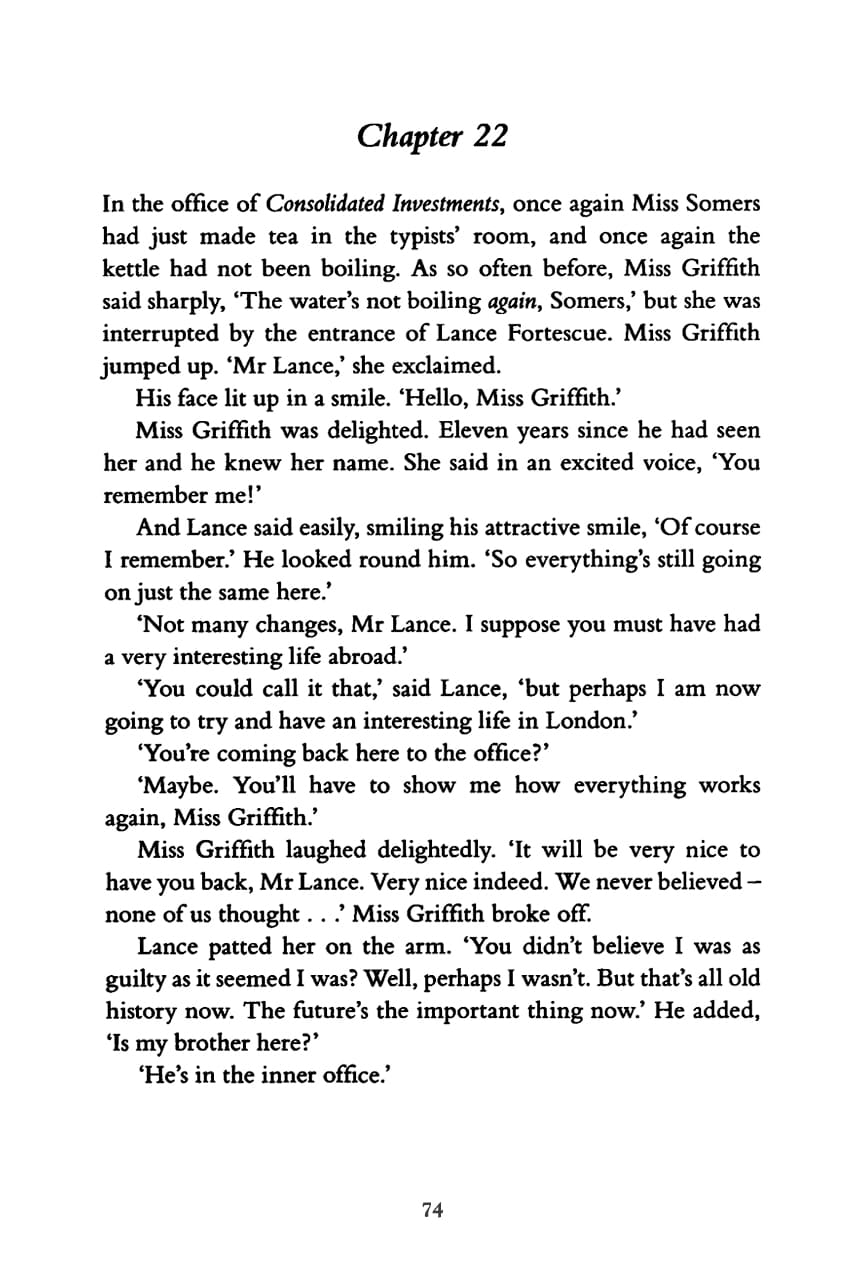 Chapter 22
In the office of Consolidated Investments, once again Miss Somers
had just made tea in the typists’ room, and once again the
kettle had not been boiling. As so often before, Miss Griffith
said sharply, ‘The water’s not boiling again, Somers,’ but she was
interrupted by the entrance of Lance Fortescue. Miss Griffith
jumped up. ‘Mr Lance,’ she exclaimed.
His face lit up in a smile. ‘Hello, Miss Griffith.’
Miss Griffith was delighted. Eleven years since he had seen
her and he knew her name. She said in an excited voice, ‘You
remember me!’
And Lance said easily, smiling his attractive smile, ‘Of course
I remember.’ He looked round him. ‘So everything’s still going
on just the same here.’
‘Not many changes, Mr Lance. I suppose you must have had
a very interesting life abroad.’
‘You could call it that,’ said Lance, ‘but perhaps I am now
going to try and have an interesting life in London.’
‘You’re coming back here to the office?’
‘Maybe. You’ll have to show me how everything works
again, Miss Griffith.’
Miss Griffith laughed delightedly. ‘It will be very nice to
have you back, Mr Lance. Very nice indeed. We never believed –
none of us thought . . .’ Miss Griffith broke off.
Lance patted her on the arm. ‘You didn’t believe I was as
guilty as it seemed I was? Well, perhaps I wasn’t. But that’s all old
history now. The future’s the important thing now.’ He added,
‘Is my brother here?’
‘He’s in the inner office.’
74